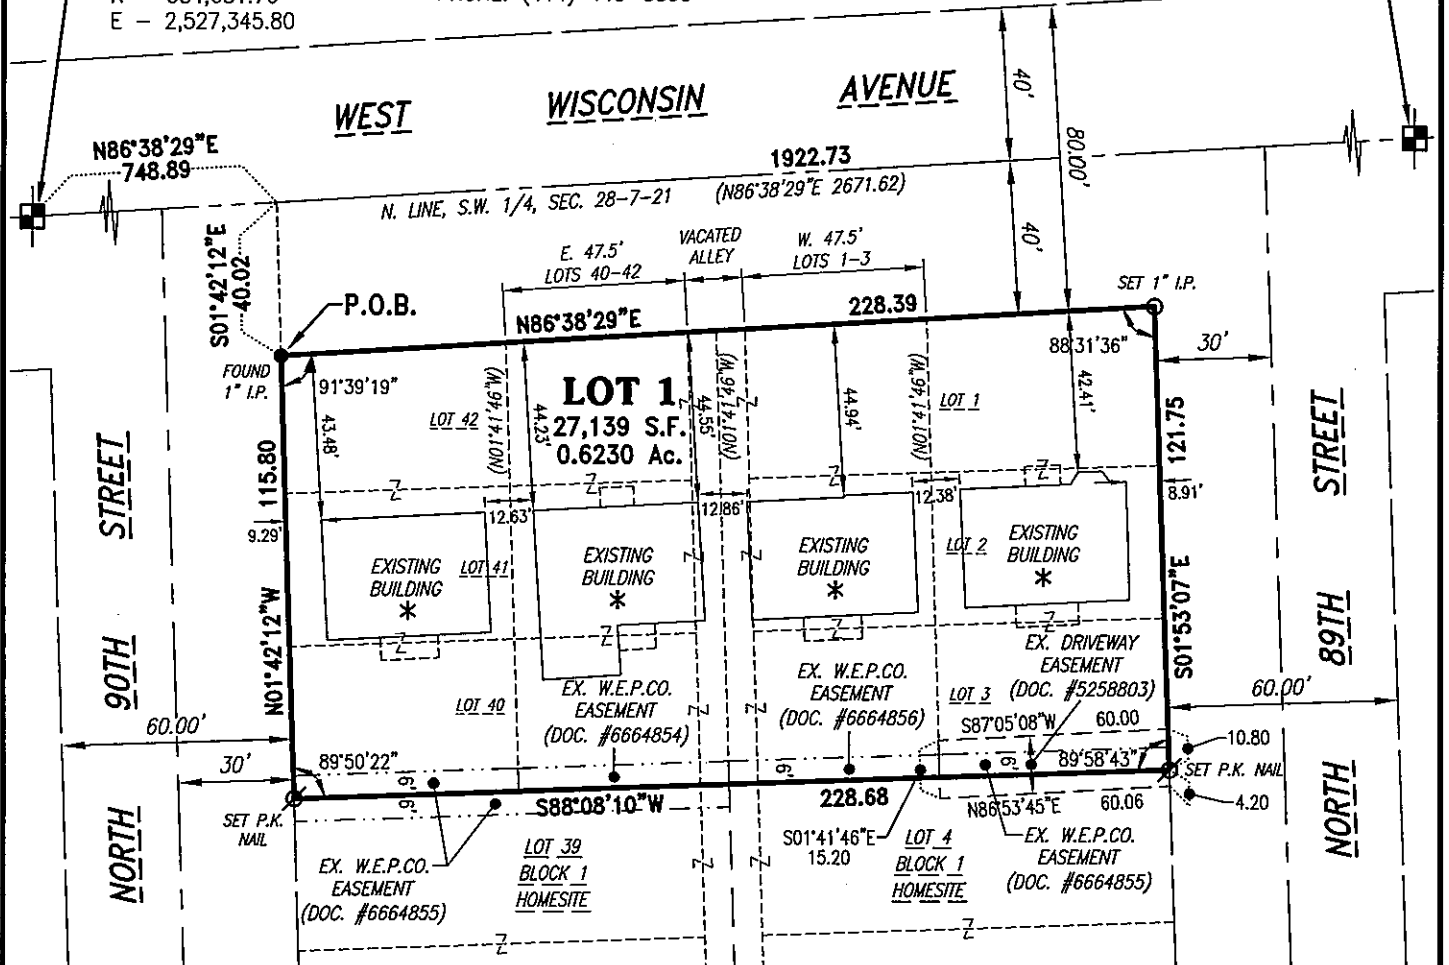 E - 2,527,345.80
WEST WISCONSIN AVENUE
N86°38'29"E
748.89
1922.73
(N86°38'29"E 2671.62)
N. LINE, S.W. 1/4, SEC. 28-7-21
40'
80.00'
40'
S01°42'12"E
40.02
E. 47.5'
LOTS 40-42
VACATED
ALLEY
W. 47.5'
LOTS 1-3
SET 1" I.P.
P.O.B.
N86°38'29"E
228.39
FOUND
1" I.P.
91°39'19"
88°31'36"
30'
LOT 1
27,139 S.F.
0.6230 Ac.
LOT 42
(N01°41'46"W)
(N01°41'46"W)
(N01°41'46"W)
LOT 1
43.48'
44.23'
44.55'
44.94'
42.41'
115.80
121.75
9.29'
8.91'
12.63'
12.86'
12.38'
EXISTING
BUILDING
*
LOT 41
EXISTING
BUILDING
*
EXISTING
BUILDING
*
LOT 2
EXISTING
BUILDING
*
N01°42'12"W
S01°53'07"E
NORTH 90TH STREET
NORTH 89TH STREET
60.00'
30'
60.00'
LOT 40
EX. W.E.P.CO.
EASEMENT
(DOC. #6664854)
EX. W.E.P.CO.
EASEMENT
(DOC. #6664856)
LOT 3
EX. DRIVEWAY
EASEMENT
(DOC. #5258803)
S87°05'08"W 60.00
89°50'22"
6'
6'
6'
89°58'43"
10.80
SET P.K. NAIL
4.20
SET P.K.
NAIL
S88°08'10"W
228.68
N86°53'45"E 60.06
S01°41'46"E
15.20
EX. W.E.P.CO.
EASEMENT
(DOC. #6664855)
LOT 39
BLOCK 1
HOMESITE
LOT 4
BLOCK 1
HOMESITE
EX. W.E.P.CO.
EASEMENT
(DOC. #6664855)